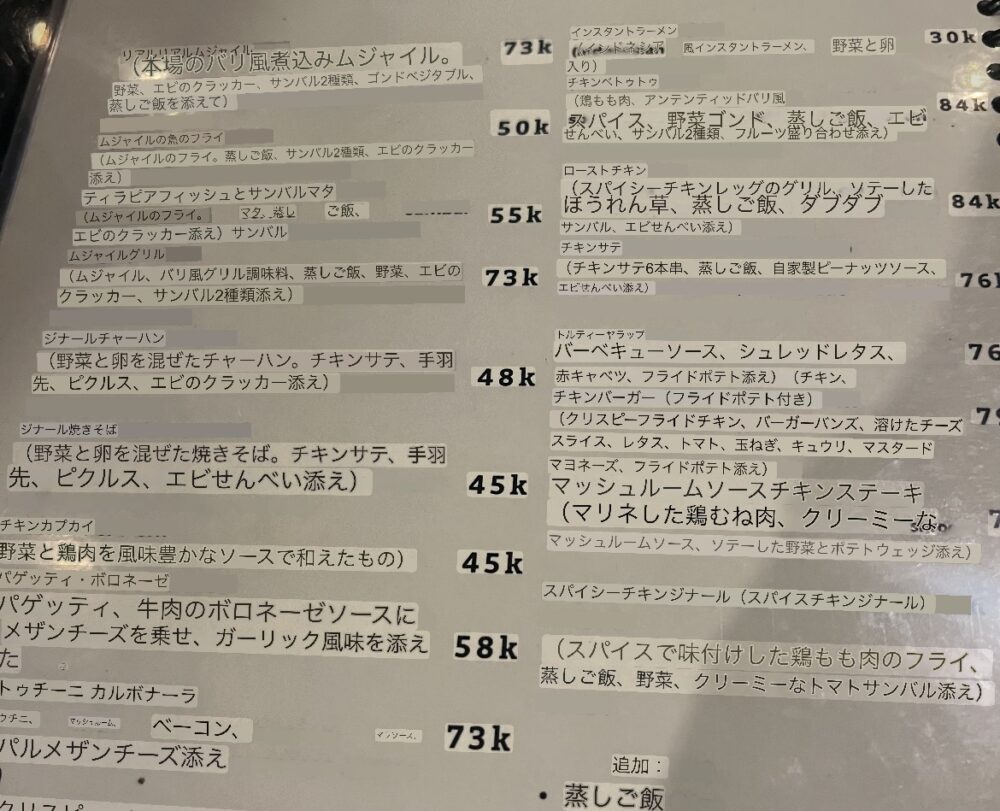 リアルリアルムジャイル
（本場のバリ風煮込みムジャイル。 73k
野菜、エビのクラッカー、サンバル2種類、ゴンドベジタブル、
蒸しご飯を添えて）
ムジャイルの魚のフライ 50k
（ムジャイルのフライ。蒸しご飯、サンバル2種類、エビのクラッカー
添え）
ティラピアフィッシュとサンバルマタ
（ムジャイルのフライ。 マタ、蒸し ご飯、 55k
エビのクラッカー添え）サンバル
ムジャイルグリル
（ムジャイル、バリ風グリル調味料、蒸しご飯、野菜、エビの 73k
クラッカー、サンバル2種類添え）
ジナールチャーハン
（野菜と卵を混ぜたチャーハン。チキンサテ、手羽
先、ピクルス、エビのクラッカー添え） 48k
ジナール焼きそば
（野菜と卵を混ぜた焼きそば。チキンサテ、手羽
先、ピクルス、エビせんべい添え） 45k
チキンカプカイ
野菜と鶏肉を風味豊かなソースで和えたもの） 45k
パゲッティ・ボロネーゼ
パゲッティ、牛肉のボロネーゼソースに
メザンチーズを乗せ、ガーリック風味を添え 58k
た
トゥチーニ カルボナーラ
ウチニ、 マッシュルーム、 ベーコン、 73k
パルメザンチーズ添え
）
インスタントラーメン
風インスタントラーメン、 野菜と卵 30k
入り）
チキンベトゥトゥ
（鶏もも肉、アンテンティッドバリ風 84k
スパイス、野菜ゴンド、蒸しご飯、エビ
せんべい、サンバル2種類、フルーツ盛り合わせ添え）
ローストチキン
（スパイシーチキンレッグのグリル、ソテーした
ほうれん草、蒸しご飯、ダブダブ 84k
サンバル、エビせんべい添え）
チキンサテ
（チキンサテ6本串、蒸しご飯、自家製ピーナッツソース、 76k
エビせんべい添え）
トルティーヤラップ
バーベキューソース、シュレッドレタス、 76
赤キャベツ、フライドポテト添え）（チキン、
チキンバーガー（フライドポテト付き）
（クリスピーフライドチキン、バーガーバンズ、溶けたチーズ 79
スライス、レタス、トマト、玉ねぎ、キュウリ、マスタード
マヨネーズ、フライドポテト添え）
マッシュルームソースチキンステーキ
（マリネした鶏むね肉、クリーミーな 7
マッシュルームソース、ソテーした野菜とポテトウェッジ添え）
スパイシーチキンジナール（スパイスチキンジナール）
（スパイスで味付けした鶏もも肉のフライ、
蒸しご飯、野菜、クリーミーなトマトサンバル添え）
追加：
• 蒸しご飯